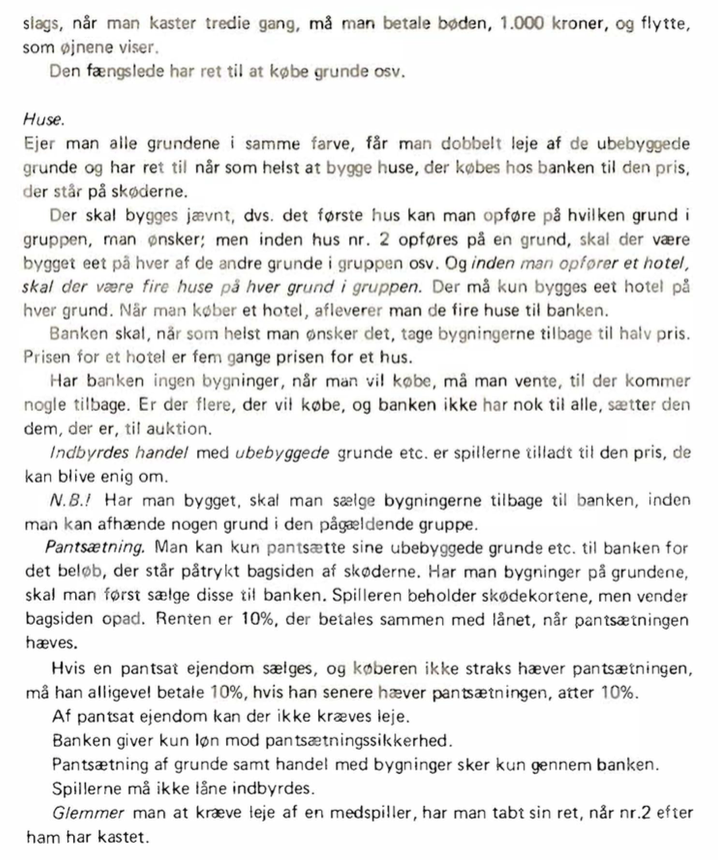 slags, når man kaster tredie gang, må man betale bøden, 1.000 kroner, og flytte,
som øjnene viser.
Den fængslede har ret til at købe grunde osv.
Huse.
Ejer man alle grundene i samme farve, får man dobbelt leje af de ubebyggede
grunde og har ret til når som helst at bygge huse, der købes hos banken til den pris,
der står på skøderne.
Der skal bygges jævnt, dvs. det første hus kan man opføre på hvilken grund i
gruppen, man ønsker; men inden hus nr. 2 opføres på en grund, skal der være
bygget eet på hver af de andre grunde i gruppen osv. Og inden man opfører et hotel,
skal der være fire huse på hver grund i gruppen. Der må kun bygges eet hotel på
hver grund. Når man køber et hotel, afleverer man de fire huse til banken.
Banken skal, når som helst man ønsker det, tage bygningerne tilbage til halv pris.
Prisen for et hotel er fem gange prisen for et hus.
Har banken ingen bygninger, når man vil købe, må man vente, til der kommer
nogle tilbage. Er der flere, der vil købe, og banken ikke har nok til alle, sætter den
dem, der er, til auktion.
Indbyrdes handel med ubebyggede grunde etc. er spillerne tilladt til den pris, de
kan blive enig om.
N.B.! Har man bygget, skal man sælge bygningerne tilbage til banken, inden
man kan afhænde nogen grund i den pågældende gruppe.
Pantsætning. Man kan kun pantsætte sine ubebyggede grunde etc. til banken for
det beløb, der står påtrykt bagsiden af skøderne. Har man bygninger på grundene,
skal man først sælge disse til banken. Spilleren beholder skødekortene, men vender
bagsiden opad. Renten er 10%, der betales sammen med lånet, når pantsætningen
hæves.
Hvis en pantsat ejendom sælges, og køberen ikke straks hæver pantsætningen,
må han alligevel betale 10%, hvis han senere hæver pantsætningen, atter 10%.
Af pantsat ejendom kan der ikke kræves leje.
Banken giver kun løn mod pantsætningssikkerhed.
Pantsætning af grunde samt handel med bygninger sker kun gennem banken.
Spillerne må ikke låne indbyrdes.
Glemmer man at kræve leje af en medspiller, har man tabt sin ret, når nr.2 efter
ham har kastet.